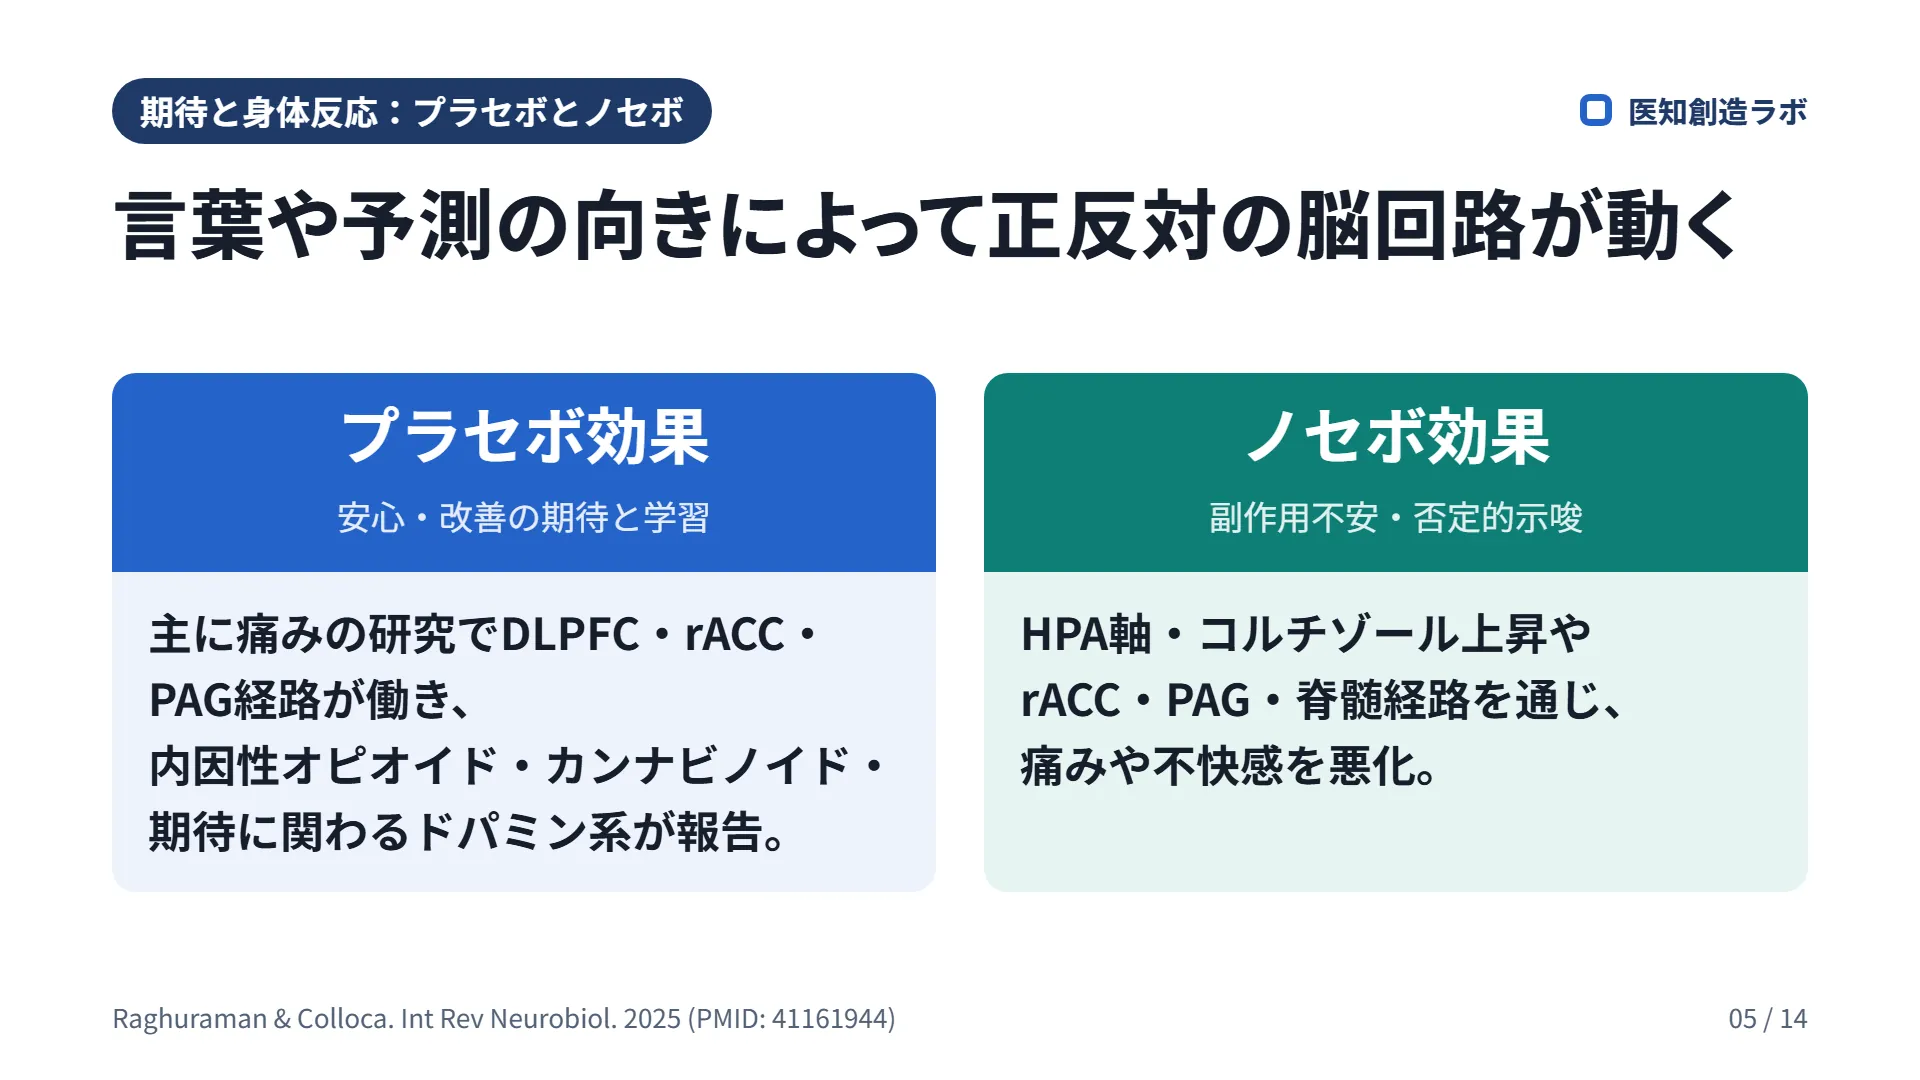 期待と身体反応：プラセボとノセボ
医知創造ラボ
言葉や予測の向きによって正反対の脳回路が動く
プラセボ効果
安心・改善の期待と学習
主に痛みの研究でDLPFC・rACC・
PAG経路が働き、
内因性オピオイド・カンナビノイド・
期待に関わるドパミン系が報告。
ノセボ効果
副作用不安・否定的示唆
HPA軸・コルチゾール上昇や
rACC・PAG・脊髄経路を通じ、
痛みや不快感を悪化。
Raghuraman & Colloca. Int Rev Neurobiol. 2025 (PMID: 41161944)
05 / 14